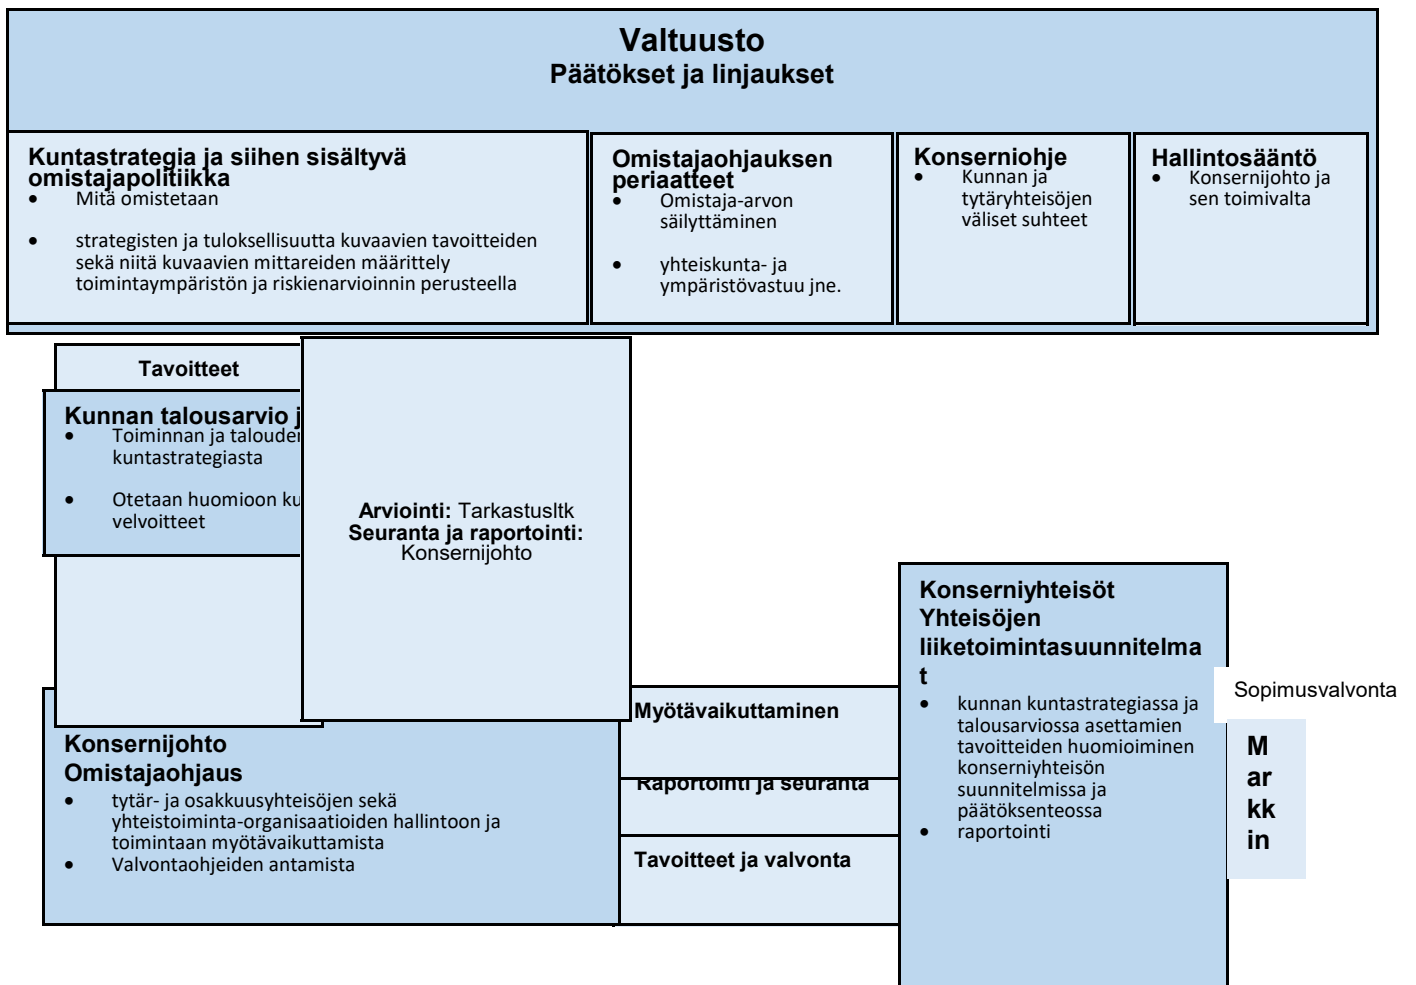 Valtuusto
Päätökset ja linjaukset
Kuntastrategia ja siihen sisältyvä
omistajapolitiikka
• Mitä omistetaan
• strategisten ja tuloksellisuutta kuvaavien tavoitteiden
sekä niitä kuvaavien mittareiden määrittely
toimintaympäristön ja riskienarvioinnin perusteella
Omistajaohjauksen
periaatteet
• Omistaja-arvon
säilyttäminen
• yhteiskunta- ja
ympäristövastuu jne.
Konserniohje
• Kunnan ja
tytäryhteisöjen
väliset suhteet
Hallintosääntö
• Konsernijohto ja
sen toimivalta
Tavoitteet
Kunnan talousarvio j
• Toiminnan ja talouden
kuntastrategiasta
• Otetaan huomioon ku
velvoitteet
Arviointi: Tarkastusltk
Seuranta ja raportointi:
Konsernijohto
Konsernijohto
Omistajaohjaus
• tytär- ja osakkuusyhteisöjen sekä
yhteistoiminta-organisaatioiden hallintoon ja
toimintaan myötävaikuttamista
• Valvontaohjeiden antamista
Myötävaikuttaminen
Raportointi ja seuranta
Tavoitteet ja valvonta
Konserniyhteisöt
Yhteisöjen
liiketoimintasuunnitelma
t
• kunnan kuntastrategiassa ja
talousarviossa asettamien
tavoitteiden huomioiminen
konserniyhteisön
suunnitelmissa ja
päätöksenteossa
• raportointi
Sopimusvalvonta
M
ar
kk
in